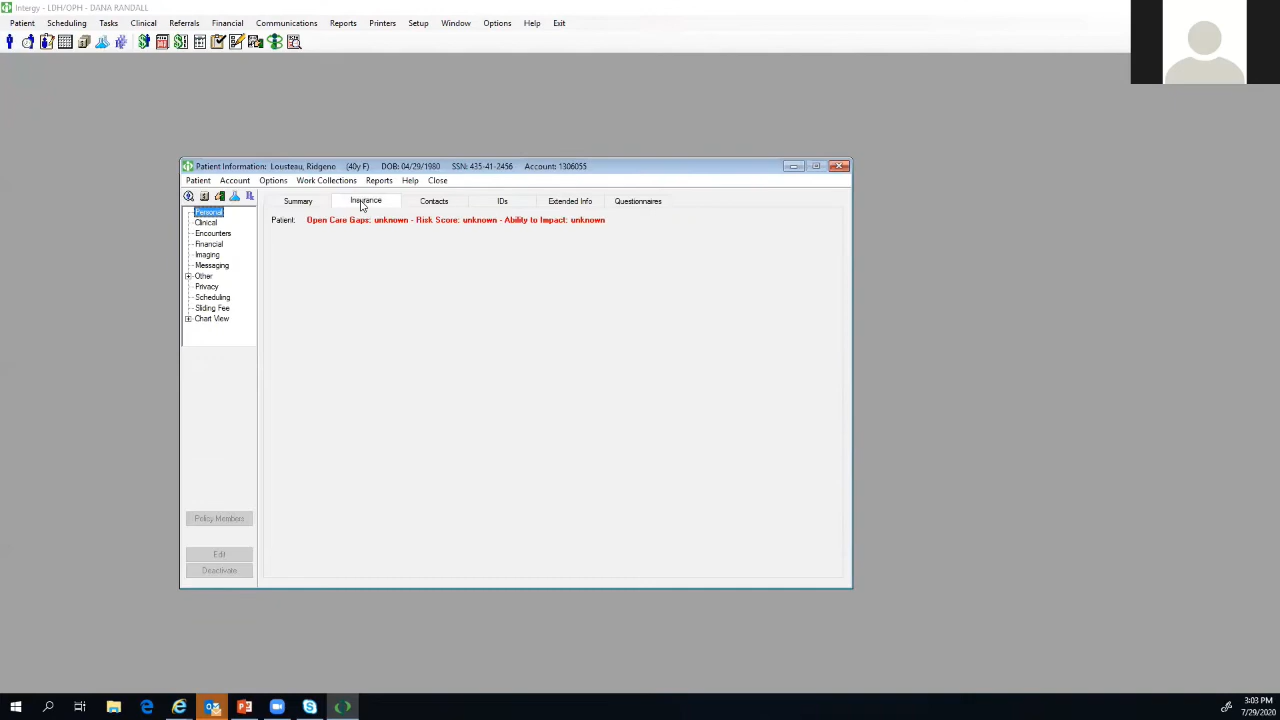 Intergy - LDH/OPH - DANA RANDALL
Patient Scheduling Tasks Clinical Referrals Financial Communications Reports Printers Setup Window Options Help Exit
Patient Information: Lousteau, Ridgeno (40y F) DOB: 04/29/1980 SSN: 435-41-2456 Account: 1306055
Patient Account Options Work Collections Reports Help Close
Summary Insurance Contacts IDs Extended Info Questionnaires
Patient: Open Care Gaps: unknown - Risk Score: unknown - Ability to Impact: unknown
Personal
Clinical
Encounters
Financial
Imaging
Messaging
Other
Privacy
Scheduling
Sliding Fee
Chart View
Policy Members
Edit
Deactivate
3:03 PM
7/29/2020